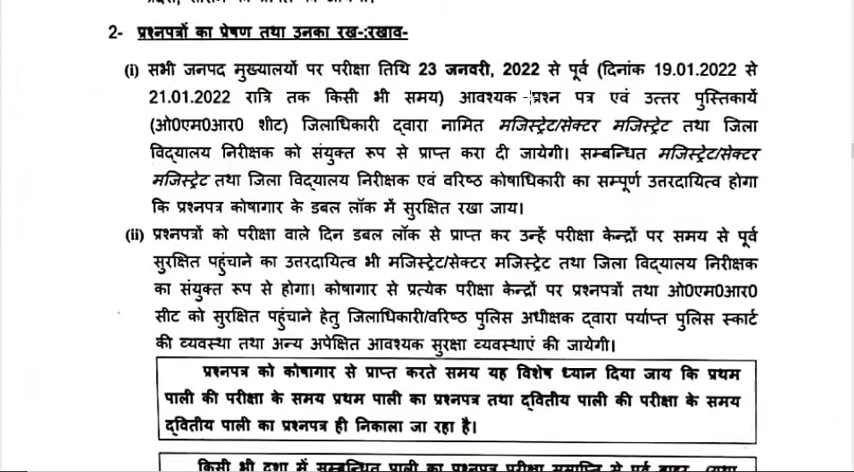 2- प्रश्नपत्रों का प्रेषण तथा उनका रख-:रखाव-
(i) सभी जनपद मुख्यालयों पर परीक्षा तिथि 23 जनवरी, 2022 से पूर्व (दिनांक 19.01.2022 से
21.01.2022 रात्रि तक किसी भी समय) आवश्यक -प्रश्न पत्र एवं उत्तर पुस्तिकायें
(ओ0एम0आर0 शीट) जिलाधिकारी द्वारा नामित मजिस्ट्रेट/सेक्टर मजिस्ट्रेट तथा जिला
विद्यालय निरीक्षक को संयुक्त रूप से प्राप्त करा दी जायेगी। सम्बन्धित मजिस्ट्रेट/सेक्टर
मजिस्ट्रेट तथा जिला विद्यालय निरीक्षक एवं वरिष्ठ कोषाधिकारी का सम्पूर्ण उत्तरदायित्व होगा
कि प्रश्नपत्र कोषागार के डबल लॉक में सुरक्षित रखा जाय।
(ii) प्रश्नपत्रों को परीक्षा वाले दिन डबल लॉक से प्राप्त कर उन्हें परीक्षा केन्द्रों पर समय से पूर्व
सुरक्षित पहुंचाने का उत्तरदायित्व भी मजिस्ट्रेट/सेक्टर मजिस्ट्रेट तथा जिला विद्यालय निरीक्षक
का संयुक्त रूप से होगा। कोषागार से प्रत्येक परीक्षा केन्द्रों पर प्रश्नपत्रों तथा ओ0एम0आर0
सीट को सुरक्षित पहुंचाने हेतु जिलाधिकारी/वरिष्ठ पुलिस अधीक्षक द्वारा पर्याप्त पुलिस स्कार्ट
की व्यवस्था तथा अन्य अपेक्षित आवश्यक सुरक्षा व्यवस्थाएं की जायेगी।
प्रश्नपत्र को कोषागार से प्राप्त करते समय यह विशेष ध्यान दिया जाय कि प्रथम
पाली की परीक्षा के समय प्रथम पाली का प्रश्नपत्र तथा द्वितीय पाली की परीक्षा के समय
द्वितीय पाली का प्रश्नपत्र ही निकाला जा रहा है।
किसी भी दशा में सम्बन्धित पाली का प्रश्नपत्र परीक्षा समाप्ति से पूर्व बाहर (यथा